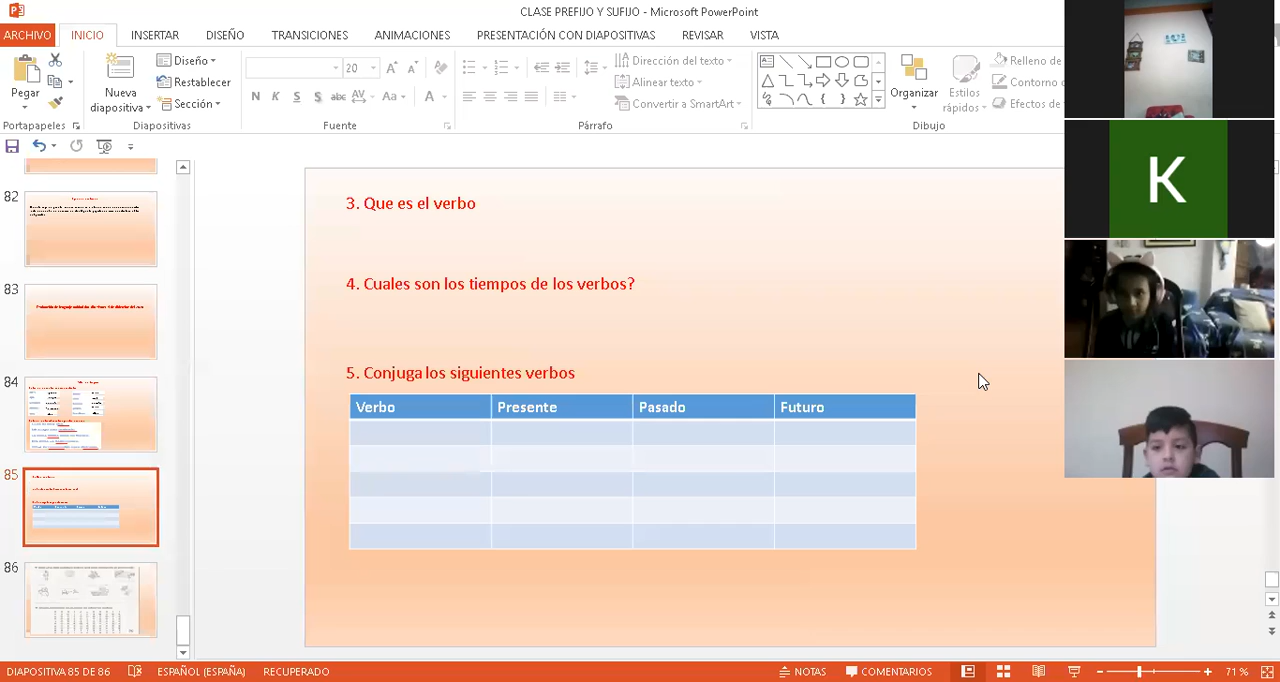 CLASE PREFIJO Y SUFIJO - Microsoft PowerPoint
ARCHIVO INICIO INSERTAR DISEÑO TRANSICIONES ANIMACIONES PRESENTACIÓN CON DIAPOSITIVAS REVISAR VISTA
Pegar
Nueva diapositiva
Diseño
Restablecer
Sección
20
N K S S abc AV Aa A
Dirección del texto
Alinear texto
Convertir a SmartArt
Organizar
Estilos rápidos
Relleno de
Contorno
Efectos de
Portapapeles Diapositivas Fuente Párrafo Dibujo
82
83
84
85
86
3. Que es el verbo
4. Cuales son los tiempos de los verbos?
5. Conjuga los siguientes verbos
Verbo Presente Pasado Futuro
K
DIAPOSITIVA 85 DE 86 ESPAÑOL (ESPAÑA) RECUPERADO NOTAS COMENTARIOS 71 %